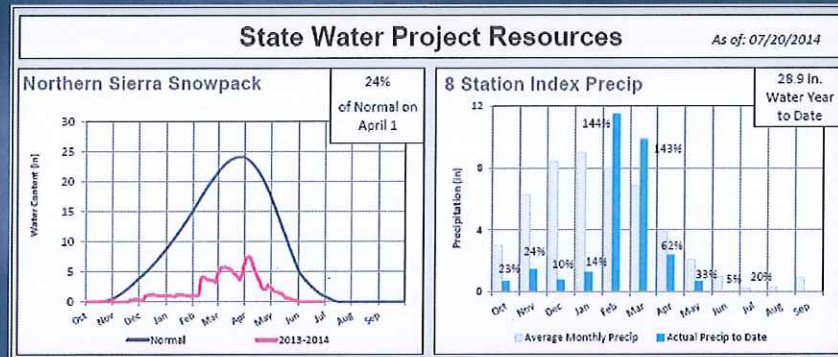 State Water Project Resources
As of: 07/20/2014
Northern Sierra Snowpack
24%
of Normal on
April 1
Water Content (in)
30
25
20
15
10
5
0
Oct Nov Dec Jan Feb Mar Apr May Jun Jul Aug Sep
Normal 2013-2014
8 Station Index Precip
28.9 in.
Water Year
to Date
Precipitation (in)
12
8
4
0
23% 24% 10% 14% 144% 143% 62% 33% 5% 20%
Oct Nov Dec Jan Feb Mar Apr May Jun Jul Aug Sep
Average Monthly Precip Actual Precip to Date